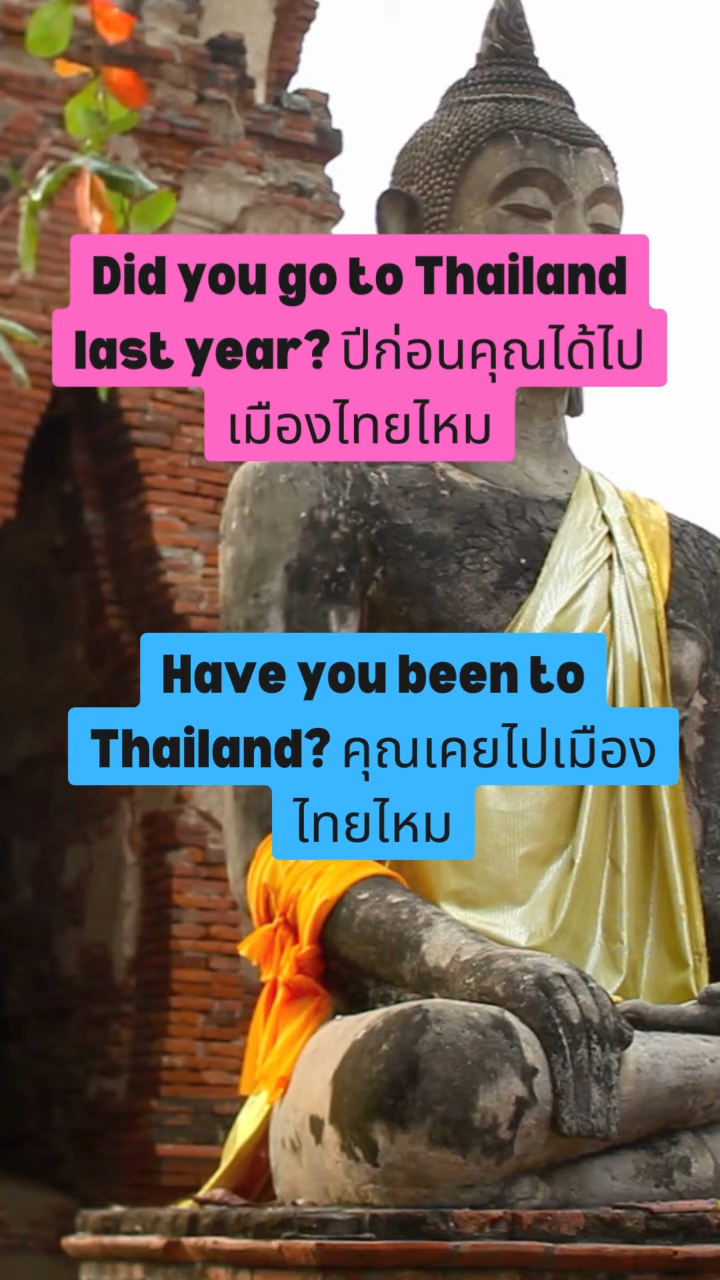 Did you go to Thailand
last year? ปีก่อนคุณได้ไป
เมืองไทยไหม
Have you been to
Thailand? คุณเคยไปเมือง
ไทยไหม